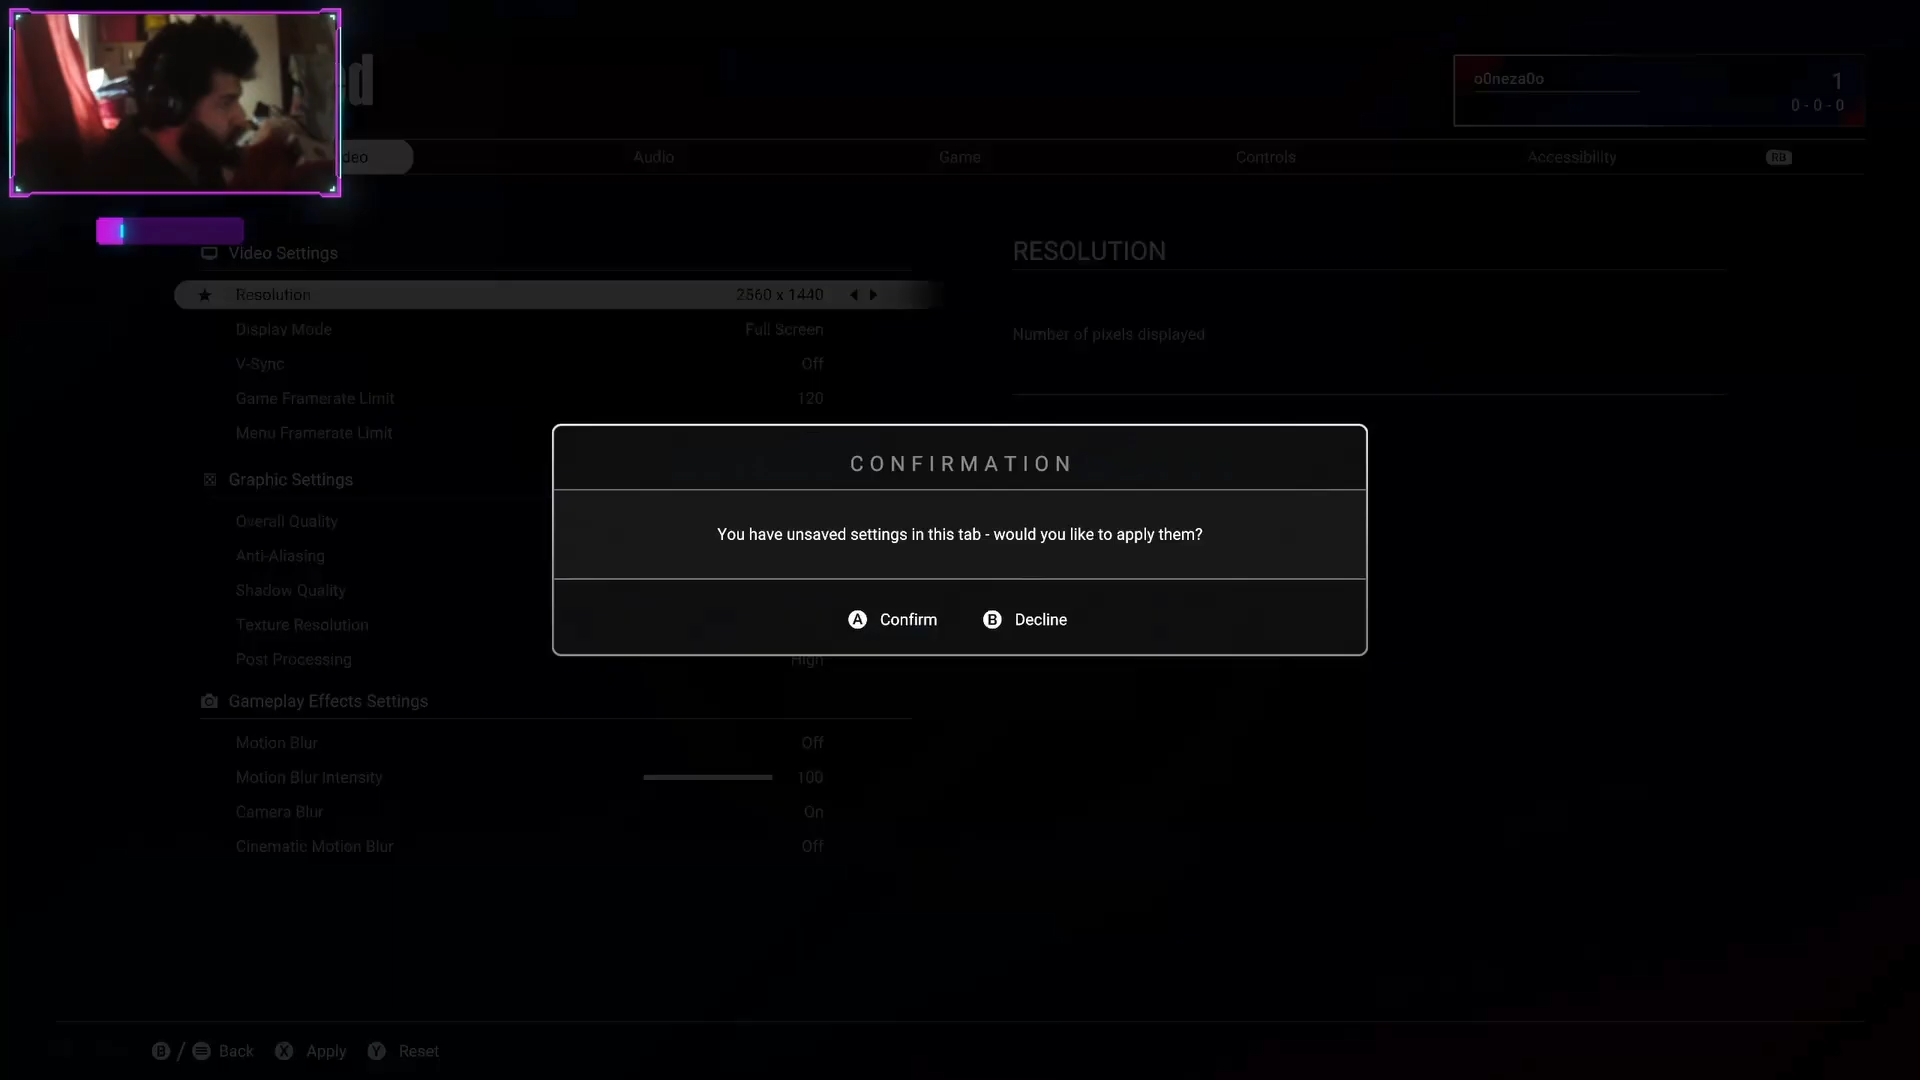 ed
o0neza0o
1
0 - 0 - 0
deo
Audio
Game
Controls
Accessibility
RB
Video Settings
Resolution 2560 x 1440
Display Mode Full Screen
V-Sync Off
Game Framerate Limit 120
Menu Framerate Limit
Graphic Settings
Overall Quality
Anti-Aliasing
Shadow Quality
Texture Resolution
Post Processing High
Gameplay Effects Settings
Motion Blur Off
Motion Blur Intensity 100
Camera Blur On
Cinematic Motion Blur Off
RESOLUTION
Number of pixels displayed
CONFIRMATION
You have unsaved settings in this tab - would you like to apply them?
A Confirm B Decline
B / Back X Apply Y Reset